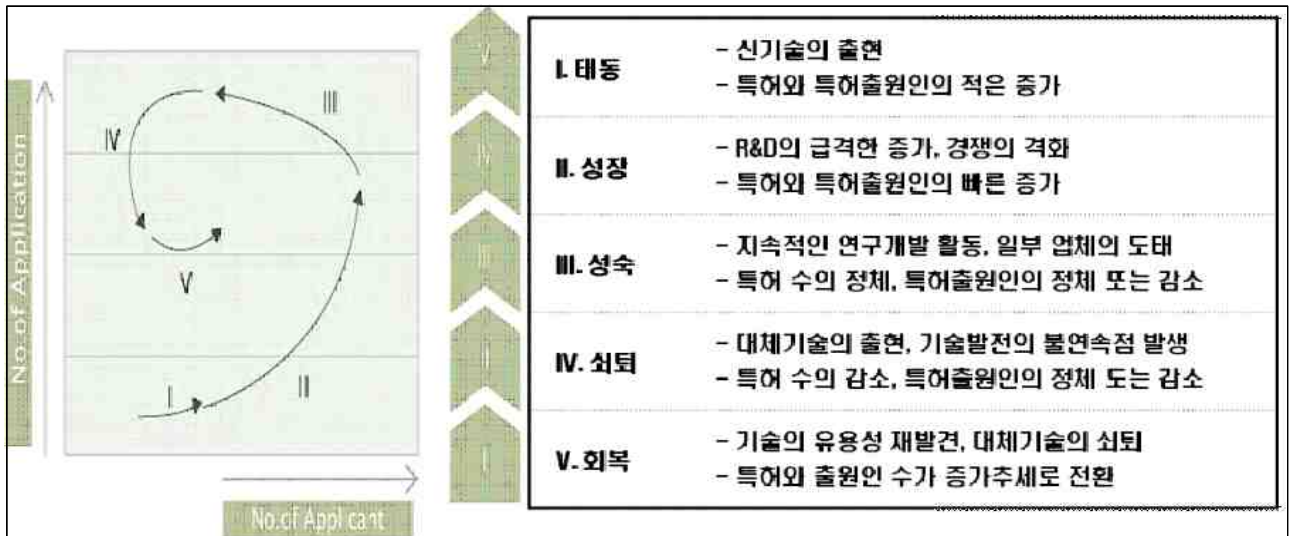 No.of Application
I
II
III
IV
V
No.of Applicant
V
IV
III
II
I
I. 태동
- 신기술의 출현
- 특허와 특허출원인의 적은 증가
II. 성장
- R&D의 급격한 증가, 경쟁의 격화
- 특허와 특허출원인의 빠른 증가
III. 성숙
- 지속적인 연구개발 활동, 일부 업체의 도태
- 특허 수의 정체, 특허출원인의 정체 또는 감소
IV. 쇠퇴
- 대체기술의 출현, 기술발전의 불연속점 발생
- 특허 수의 감소, 특허출원인의 정체 도는 감소
V. 회복
- 기술의 유용성 재발견, 대체기술의 쇠퇴
- 특허와 출원인 수가 증가추세로 전환